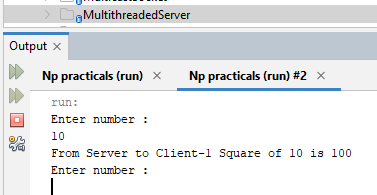 MultithreadedServer
Output
Np practicals (run)
Np practicals (run) #2
run:
Enter number :
10
From Server to Client-1 Square of 10 is 100
Enter number :